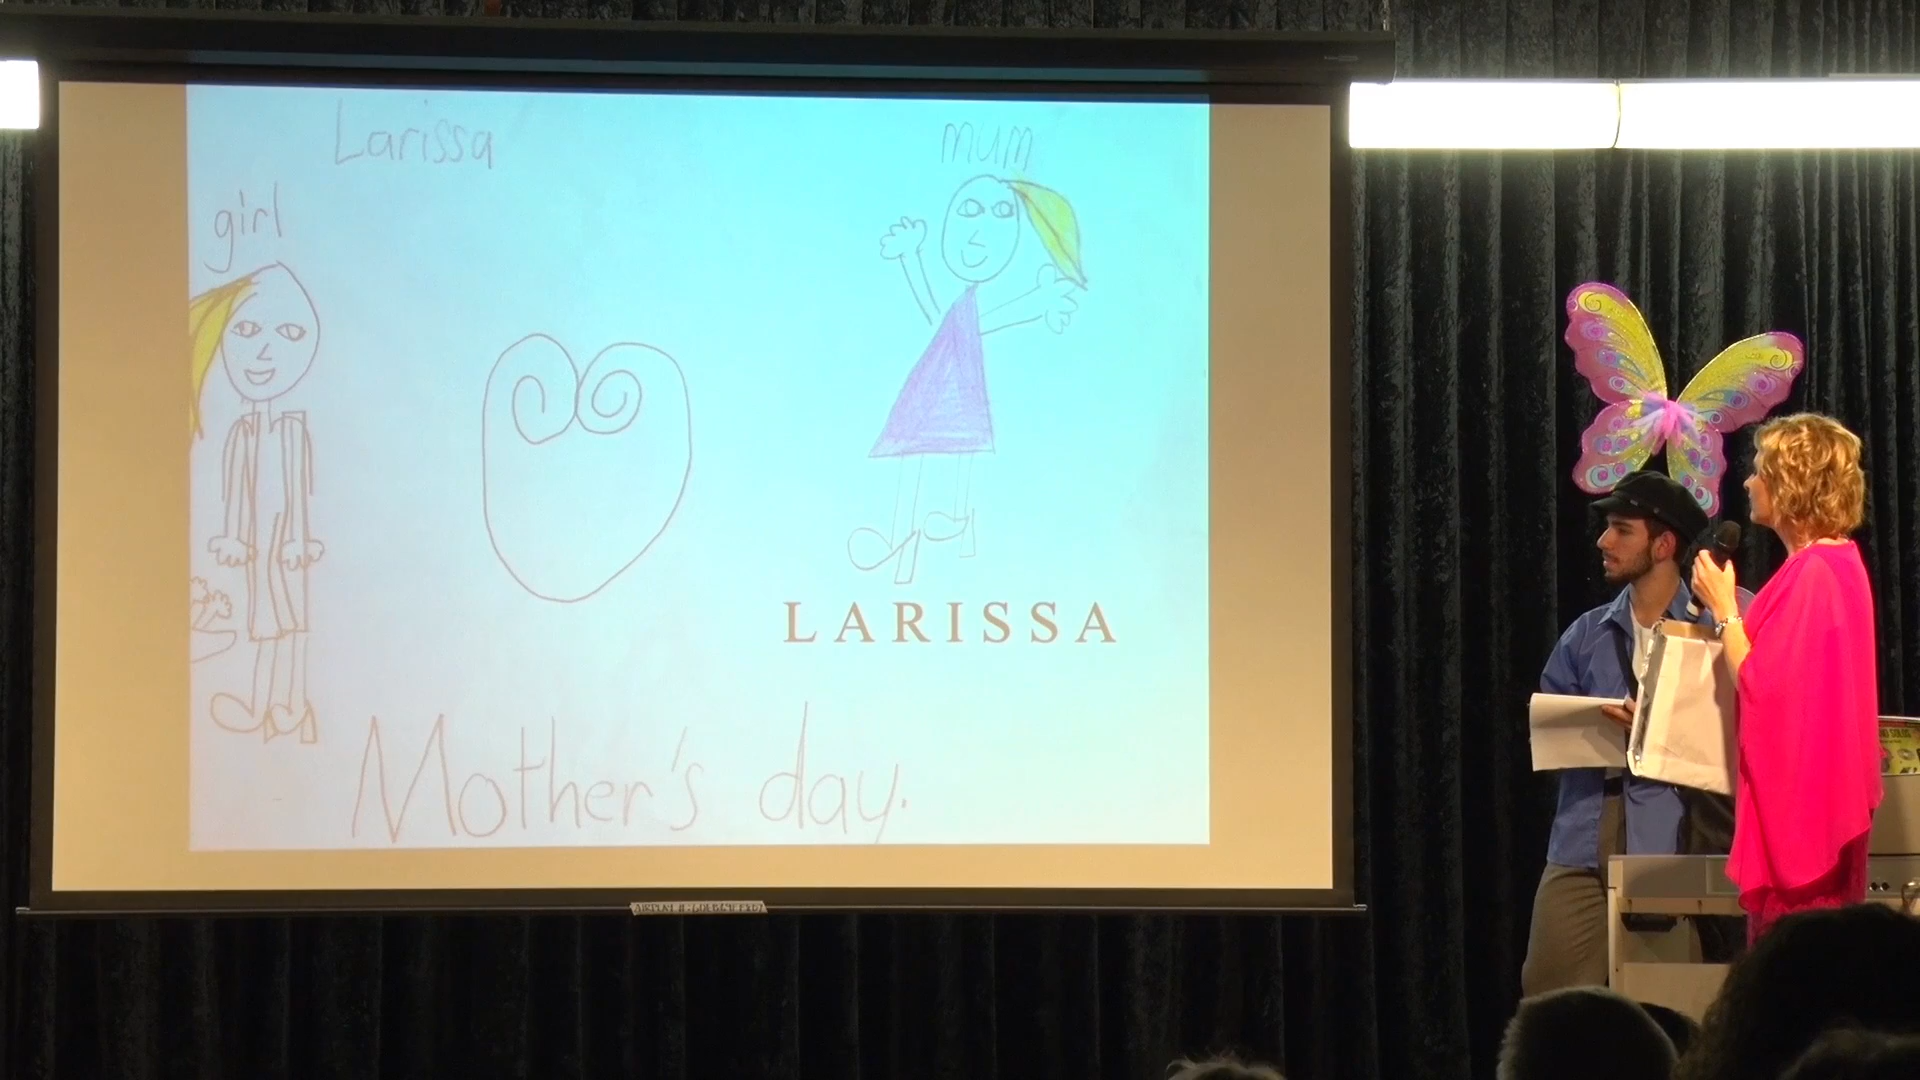 Larissa
mum
girl
LARISSA
Mother's day.